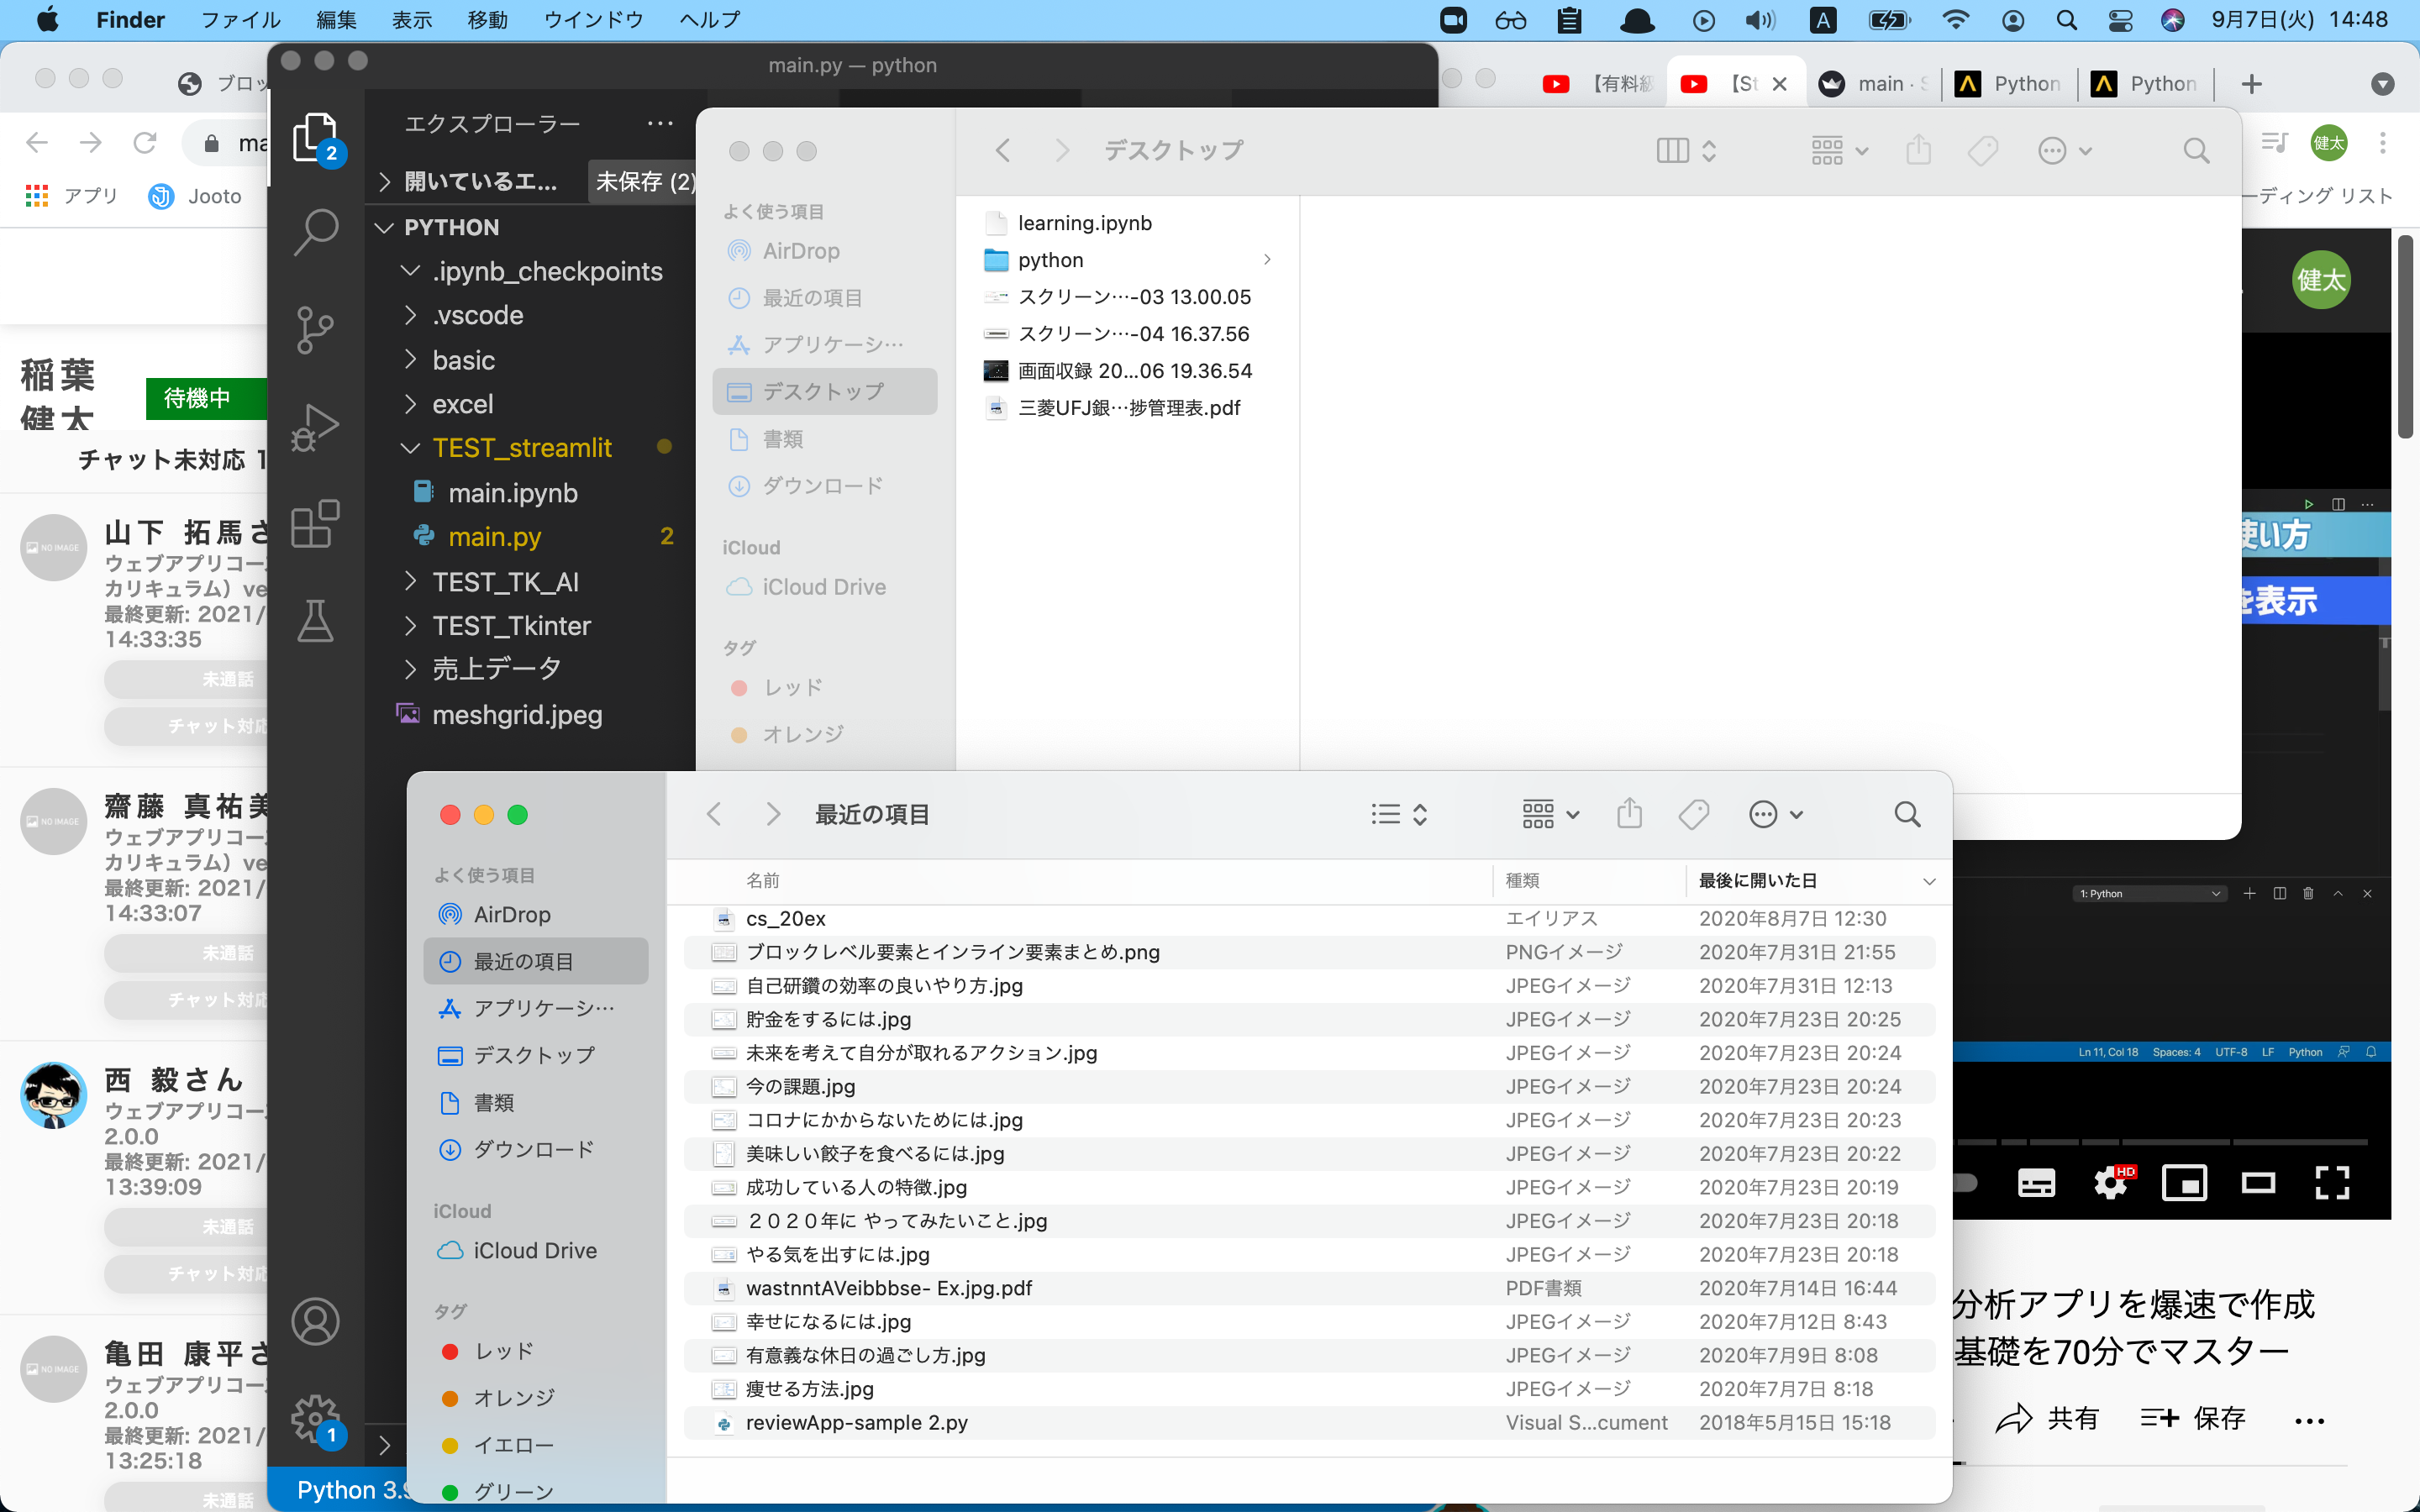 Finder ファイル 編集 表示 移動 ウインドウ ヘルプ
A
9月7日(火) 14:48
ブロッ
ma
アプリ Jooto
稲葉
健太
待機中
チャット未対応 1
山下 拓馬さ
ウェブアプリコー
カリキュラム）ve
最終更新: 2021/
14:33:35
未通話
チャット対応
齋藤 真祐美
ウェブアプリコー
カリキュラム）ve
最終更新: 2021/
14:33:07
未通話
チャット対応
西 毅さん
ウェブアプリコー
2.0.0
最終更新: 2021/
13:39:09
未通話
チャット対応
亀田 康平さ
ウェブアプリコー
2.0.0
最終更新: 2021/
13:25:18
未通話
NO IMAGE
NO IMAGE
NO IMAGE
main.py — python
エクスプローラー ···
2
開いているエ... 未保存 (2)
PYTHON
.ipynb_checkpoints
.vscode
basic
excel
TEST_streamlit
main.ipynb
main.py 2
TEST_TK_AI
TEST_Tkinter
売上データ
meshgrid.jpeg
1
Python 3.9
デスクトップ
よく使う項目
AirDrop
最近の項目
アプリケーシ…
デスクトップ
書類
ダウンロード
iCloud
iCloud Drive
タグ
レッド
オレンジ
learning.ipynb
python
スクリーン…-03 13.00.05
スクリーン…-04 16.37.56
画面収録 20...06 19.36.54
三菱UFJ銀…捗管理表.pdf
最近の項目
よく使う項目
AirDrop
最近の項目
アプリケーシ…
デスクトップ
書類
ダウンロード
iCloud
iCloud Drive
タグ
レッド
オレンジ
イエロー
グリーン
名前 種類 最後に開いた日
cs_20ex エイリアス 2020年8月7日 12:30
ブロックレベル要素とインライン要素まとめ.png PNGイメージ 2020年7月31日 21:55
自己研鑽の効率の良いやり方.jpg JPEGイメージ 2020年7月31日 12:13
貯金をするには.jpg JPEGイメージ 2020年7月23日 20:25
未来を考えて自分が取れるアクション.jpg JPEGイメージ 2020年7月23日 20:24
今の課題.jpg JPEGイメージ 2020年7月23日 20:24
コロナにかからないためには.jpg JPEGイメージ 2020年7月23日 20:23
美味しい餃子を食べるには.jpg JPEGイメージ 2020年7月23日 20:22
成功している人の特徴.jpg JPEGイメージ 2020年7月23日 20:19
２０２０年に やってみたいこと.jpg JPEGイメージ 2020年7月23日 20:18
やる気を出すには.jpg JPEGイメージ 2020年7月23日 20:18
wastnntAVeibbbse- Ex.jpg.pdf PDF書類 2020年7月14日 16:44
幸せになるには.jpg JPEGイメージ 2020年7月12日 8:43
有意義な休日の過ごし方.jpg JPEGイメージ 2020年7月9日 8:08
痩せる方法.jpg JPEGイメージ 2020年7月7日 8:18
reviewApp-sample 2.py Visual S...cument 2018年5月15日 15:18
【有料級 【St main · S Python Python
健太
ーディング リスト
健太
使い方
を表示
1: Python
Ln 11, Col 18 Spaces: 4 UTF-8 LF Python
HD
分析アプリを爆速で作成
基礎を70分でマスター
共有 保存 ...